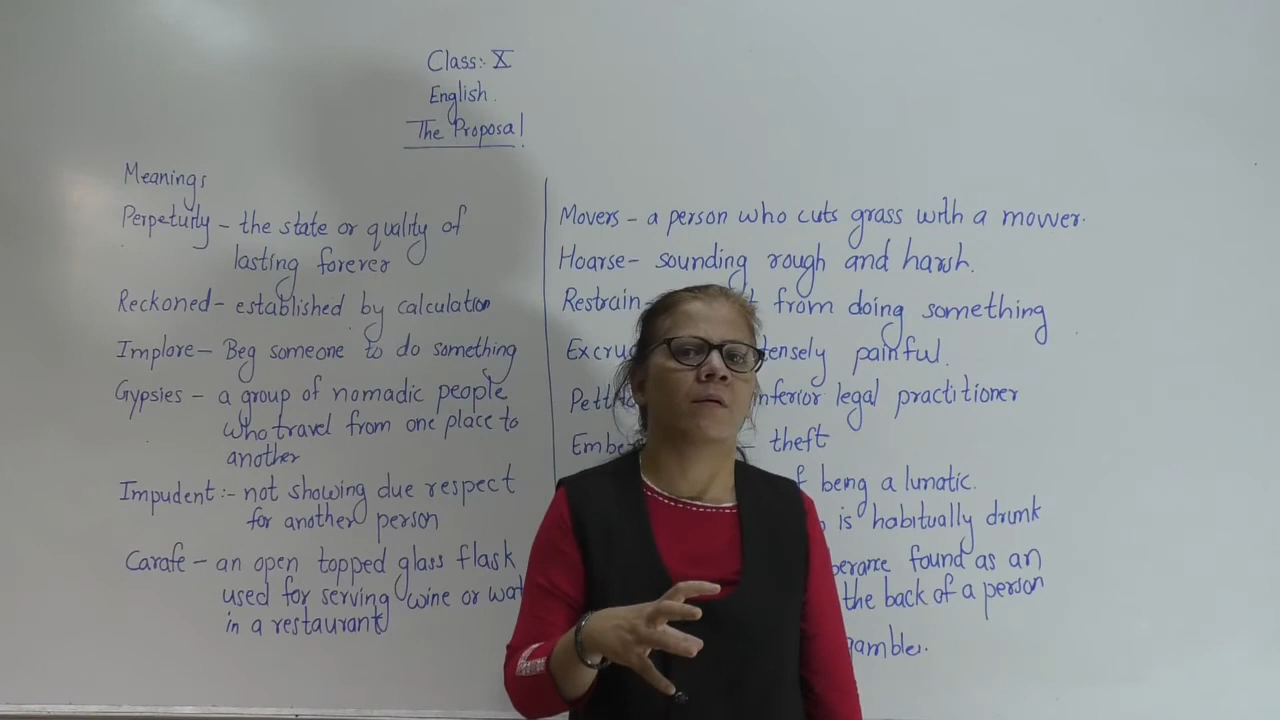 Class:- X
English.
The Proposal
Meanings
Perpetuity - the state or quality of
lasting forever
Reckoned - established by calculation
Implore - Beg someone to do something
Gypsies - a group of nomadic people
who travel from one place to
another
Impudent :- not showing due respect
for another person
Carafe - an open topped glass flask
used for serving wine or wat
in a restaurant
Movers - a person who cuts grass with a mower.
Hoarse - sounding rough and harsh.
Restrain - from doing something
Excru tensely painful.
Petti inferior legal practitioner
Embe - theft
f being a lunatic.
is habitually drunk
berance found as an
the back of a person
gamble.